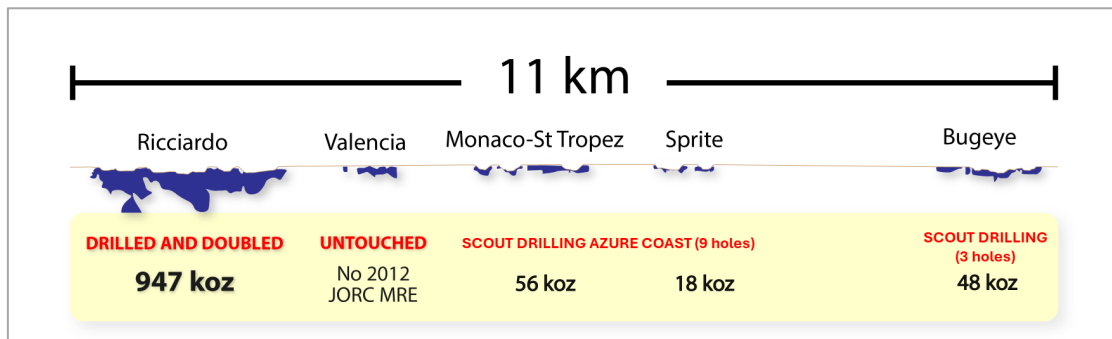 11 km
Ricciardo
Valencia
Monaco-St Tropez
Sprite
Bugeye
DRILLED AND DOUBLED
947 koz
UNTOUCHED
No 2012
JORC MRE
SCOUT DRILLING AZURE COAST (9 holes)
56 koz
18 koz
SCOUT DRILLING
(3 holes)
48 koz